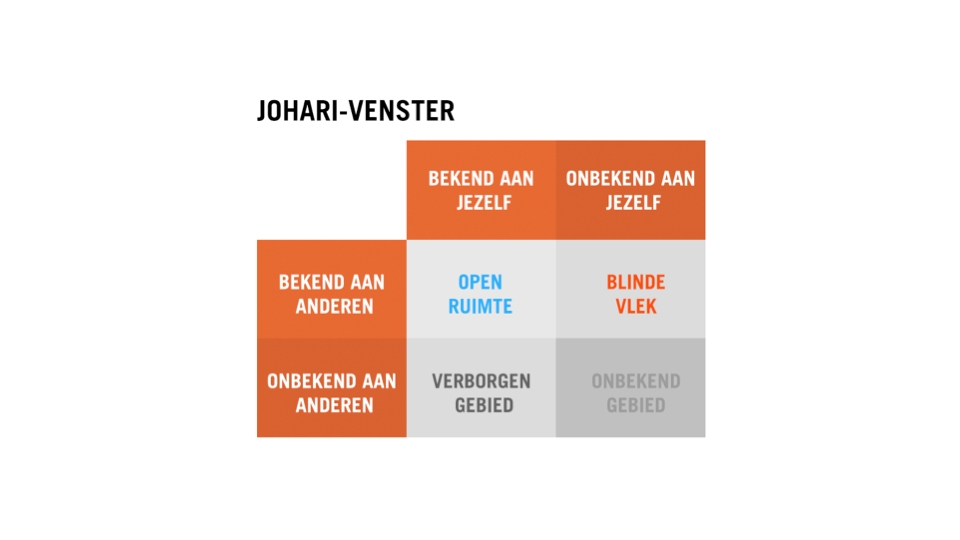 JOHARI-VENSTER
BEKEND AAN
JEZELF
ONBEKEND AAN
JEZELF
BEKEND AAN
ANDEREN
OPEN
RUIMTE
BLINDE
VLEK
ONBEKEND AAN
ANDEREN
VERBORGEN
GEBIED
ONBEKEND
GEBIED